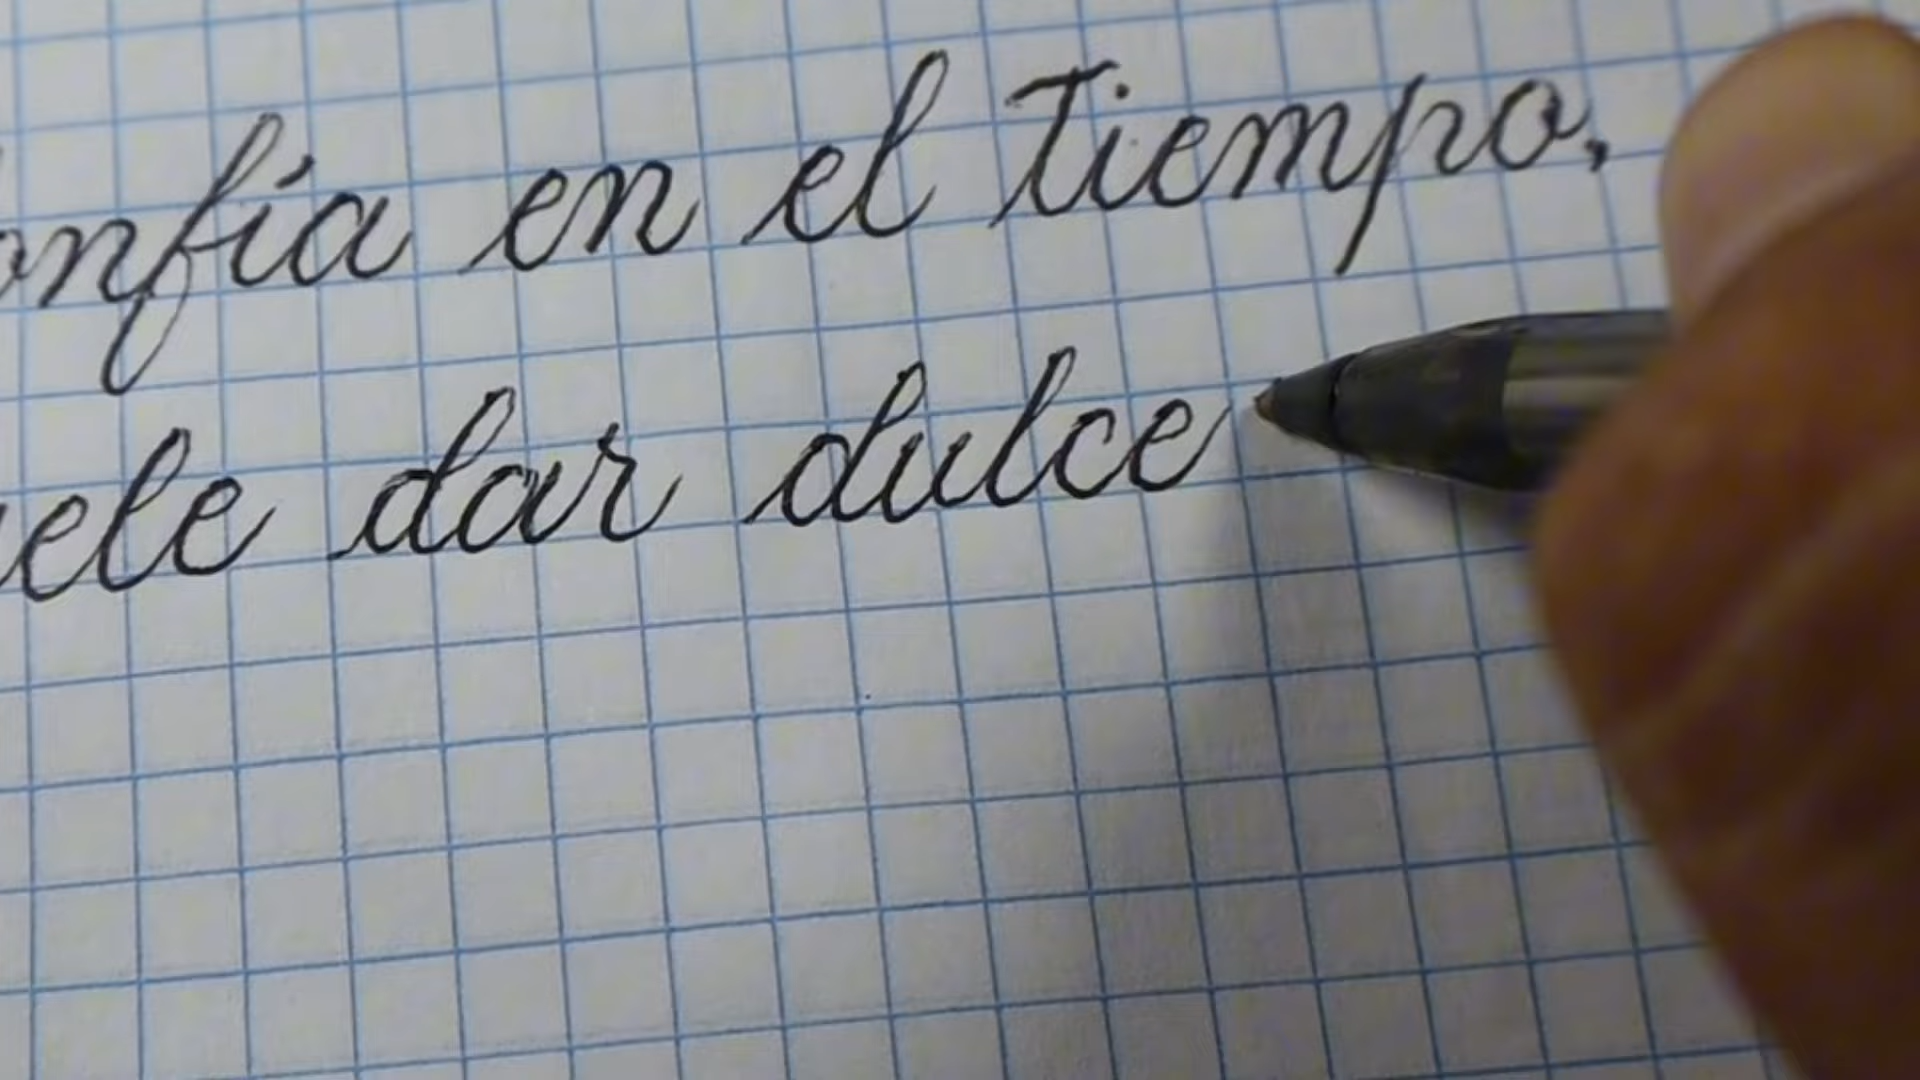 onfía en el tiempo,
ele dar dulce